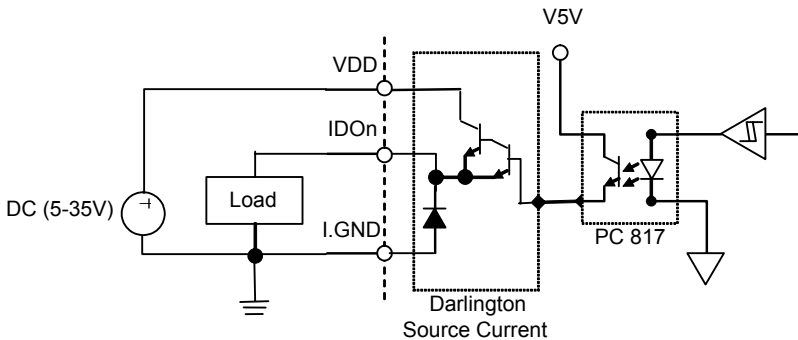 V5V
VDD
IDOn
Load
DC (5-35V)
I.GND
PC 817
Darlington
Source Current